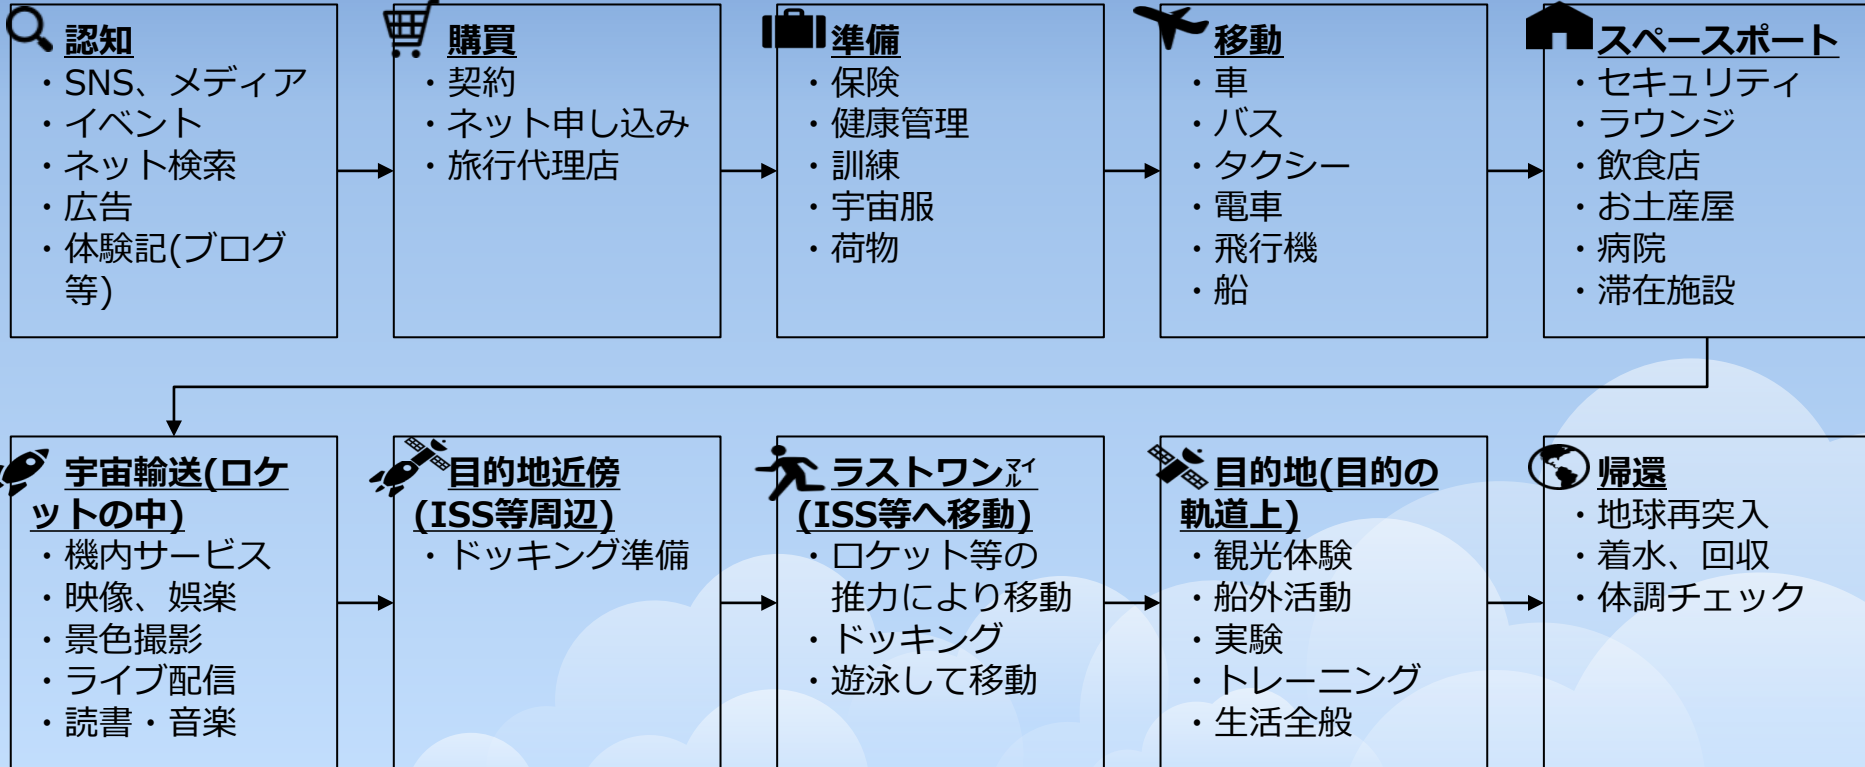 認知
・SNS、メディア
・イベント
・ネット検索
・広告
・体験記(ブログ
等)
購買
・契約
・ネット申し込み
・旅行代理店
準備
・保険
・健康管理
・訓練
・宇宙服
・荷物
移動
・車
・バス
・タクシー
・電車
・飛行機
・船
スペースポート
・セキュリティ
・ラウンジ
・飲食店
・お土産屋
・病院
・滞在施設
宇宙輸送(ロケ
ットの中)
・機内サービス
・映像、娯楽
・景色撮影
・ライブ配信
・読書・音楽
目的地近傍
(ISS等周辺)
・ドッキング準備
ラストワンマイル
(ISS等へ移動)
・ロケット等の
推力により移動
・ドッキング
・遊泳して移動
目的地(目的の
軌道上)
・観光体験
・船外活動
・実験
・トレーニング
・生活全般
帰還
・地球再突入
・着水、回収
・体調チェック